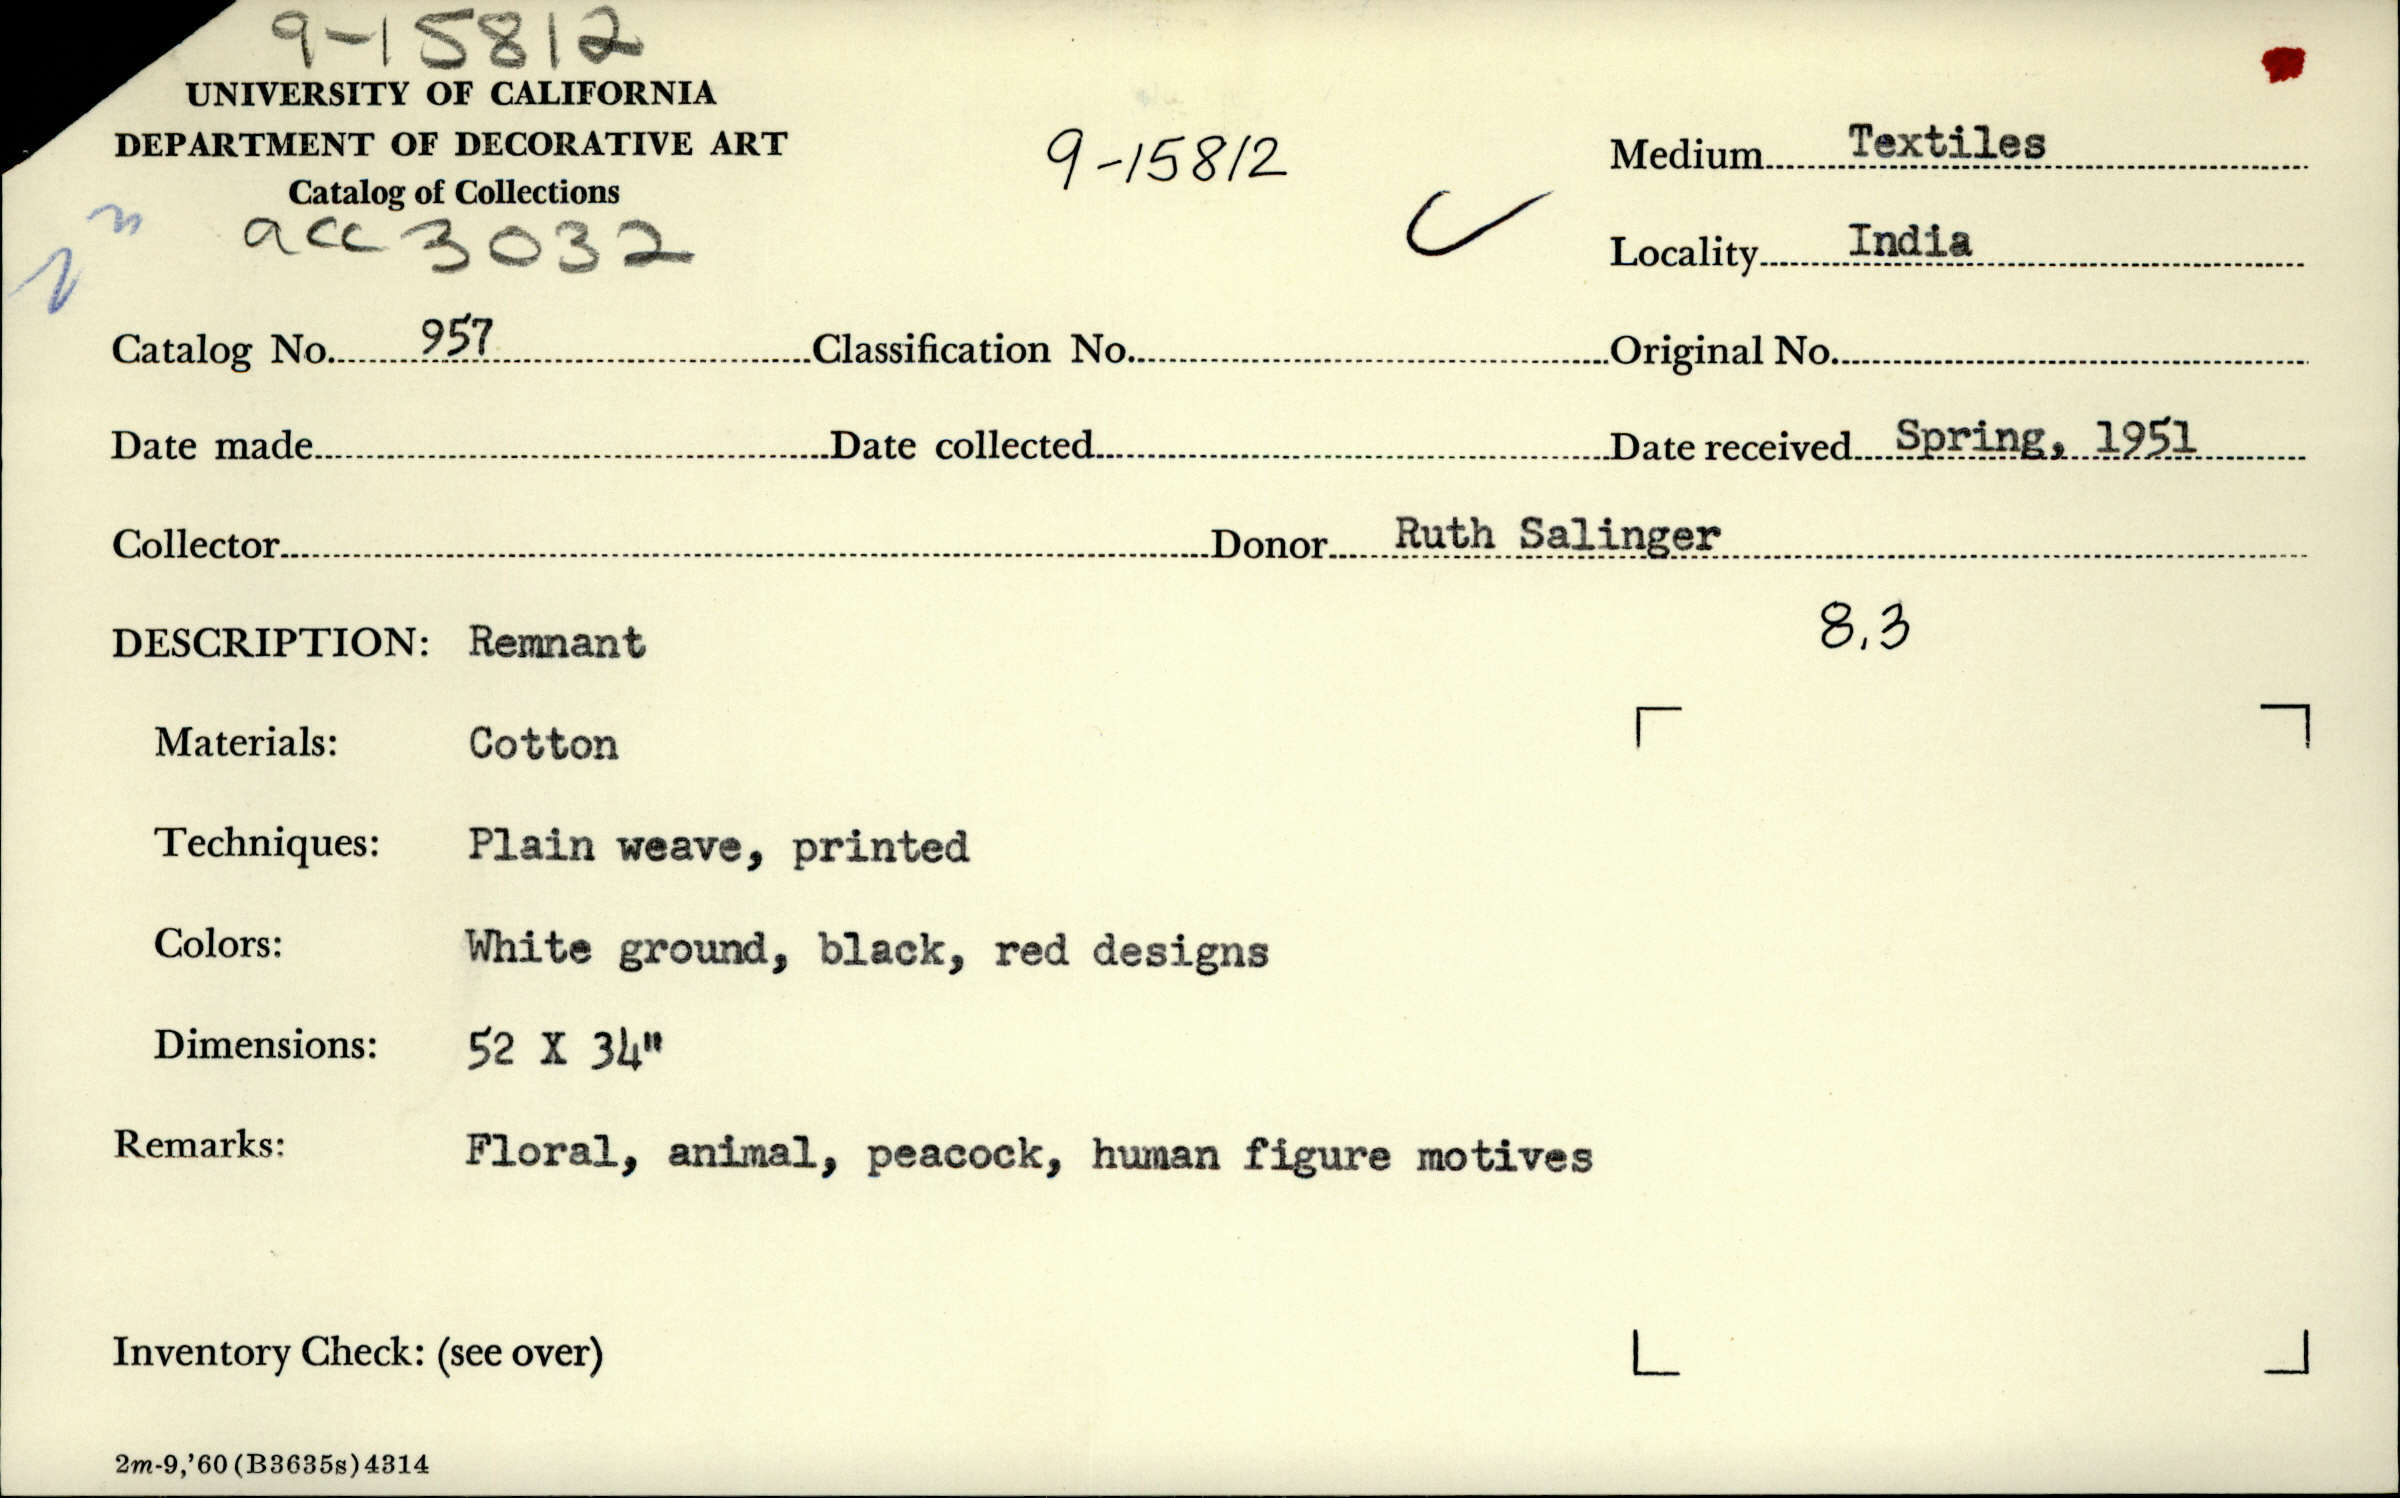 9-15812
UNIVERSITY OF CALIFORNIA
DEPARTMENT OF DECORATIVE ART
Catalog of Collections
acc 3032
9-15812
Medium Textiles
Locality India
Catalog No. 957 Classification No. Original No.
Date made Date collected Date received Spring, 1951
Collector Donor Ruth Salinger
DESCRIPTION: Remnant 8.3
Materials: Cotton
Techniques: Plain weave, printed
Colors: White ground, black, red designs
Dimensions: 52 X 34"
Remarks: Floral, animal, peacock, human figure motives
Inventory Check: (see over)
2m-9,'60(B3635s)4314